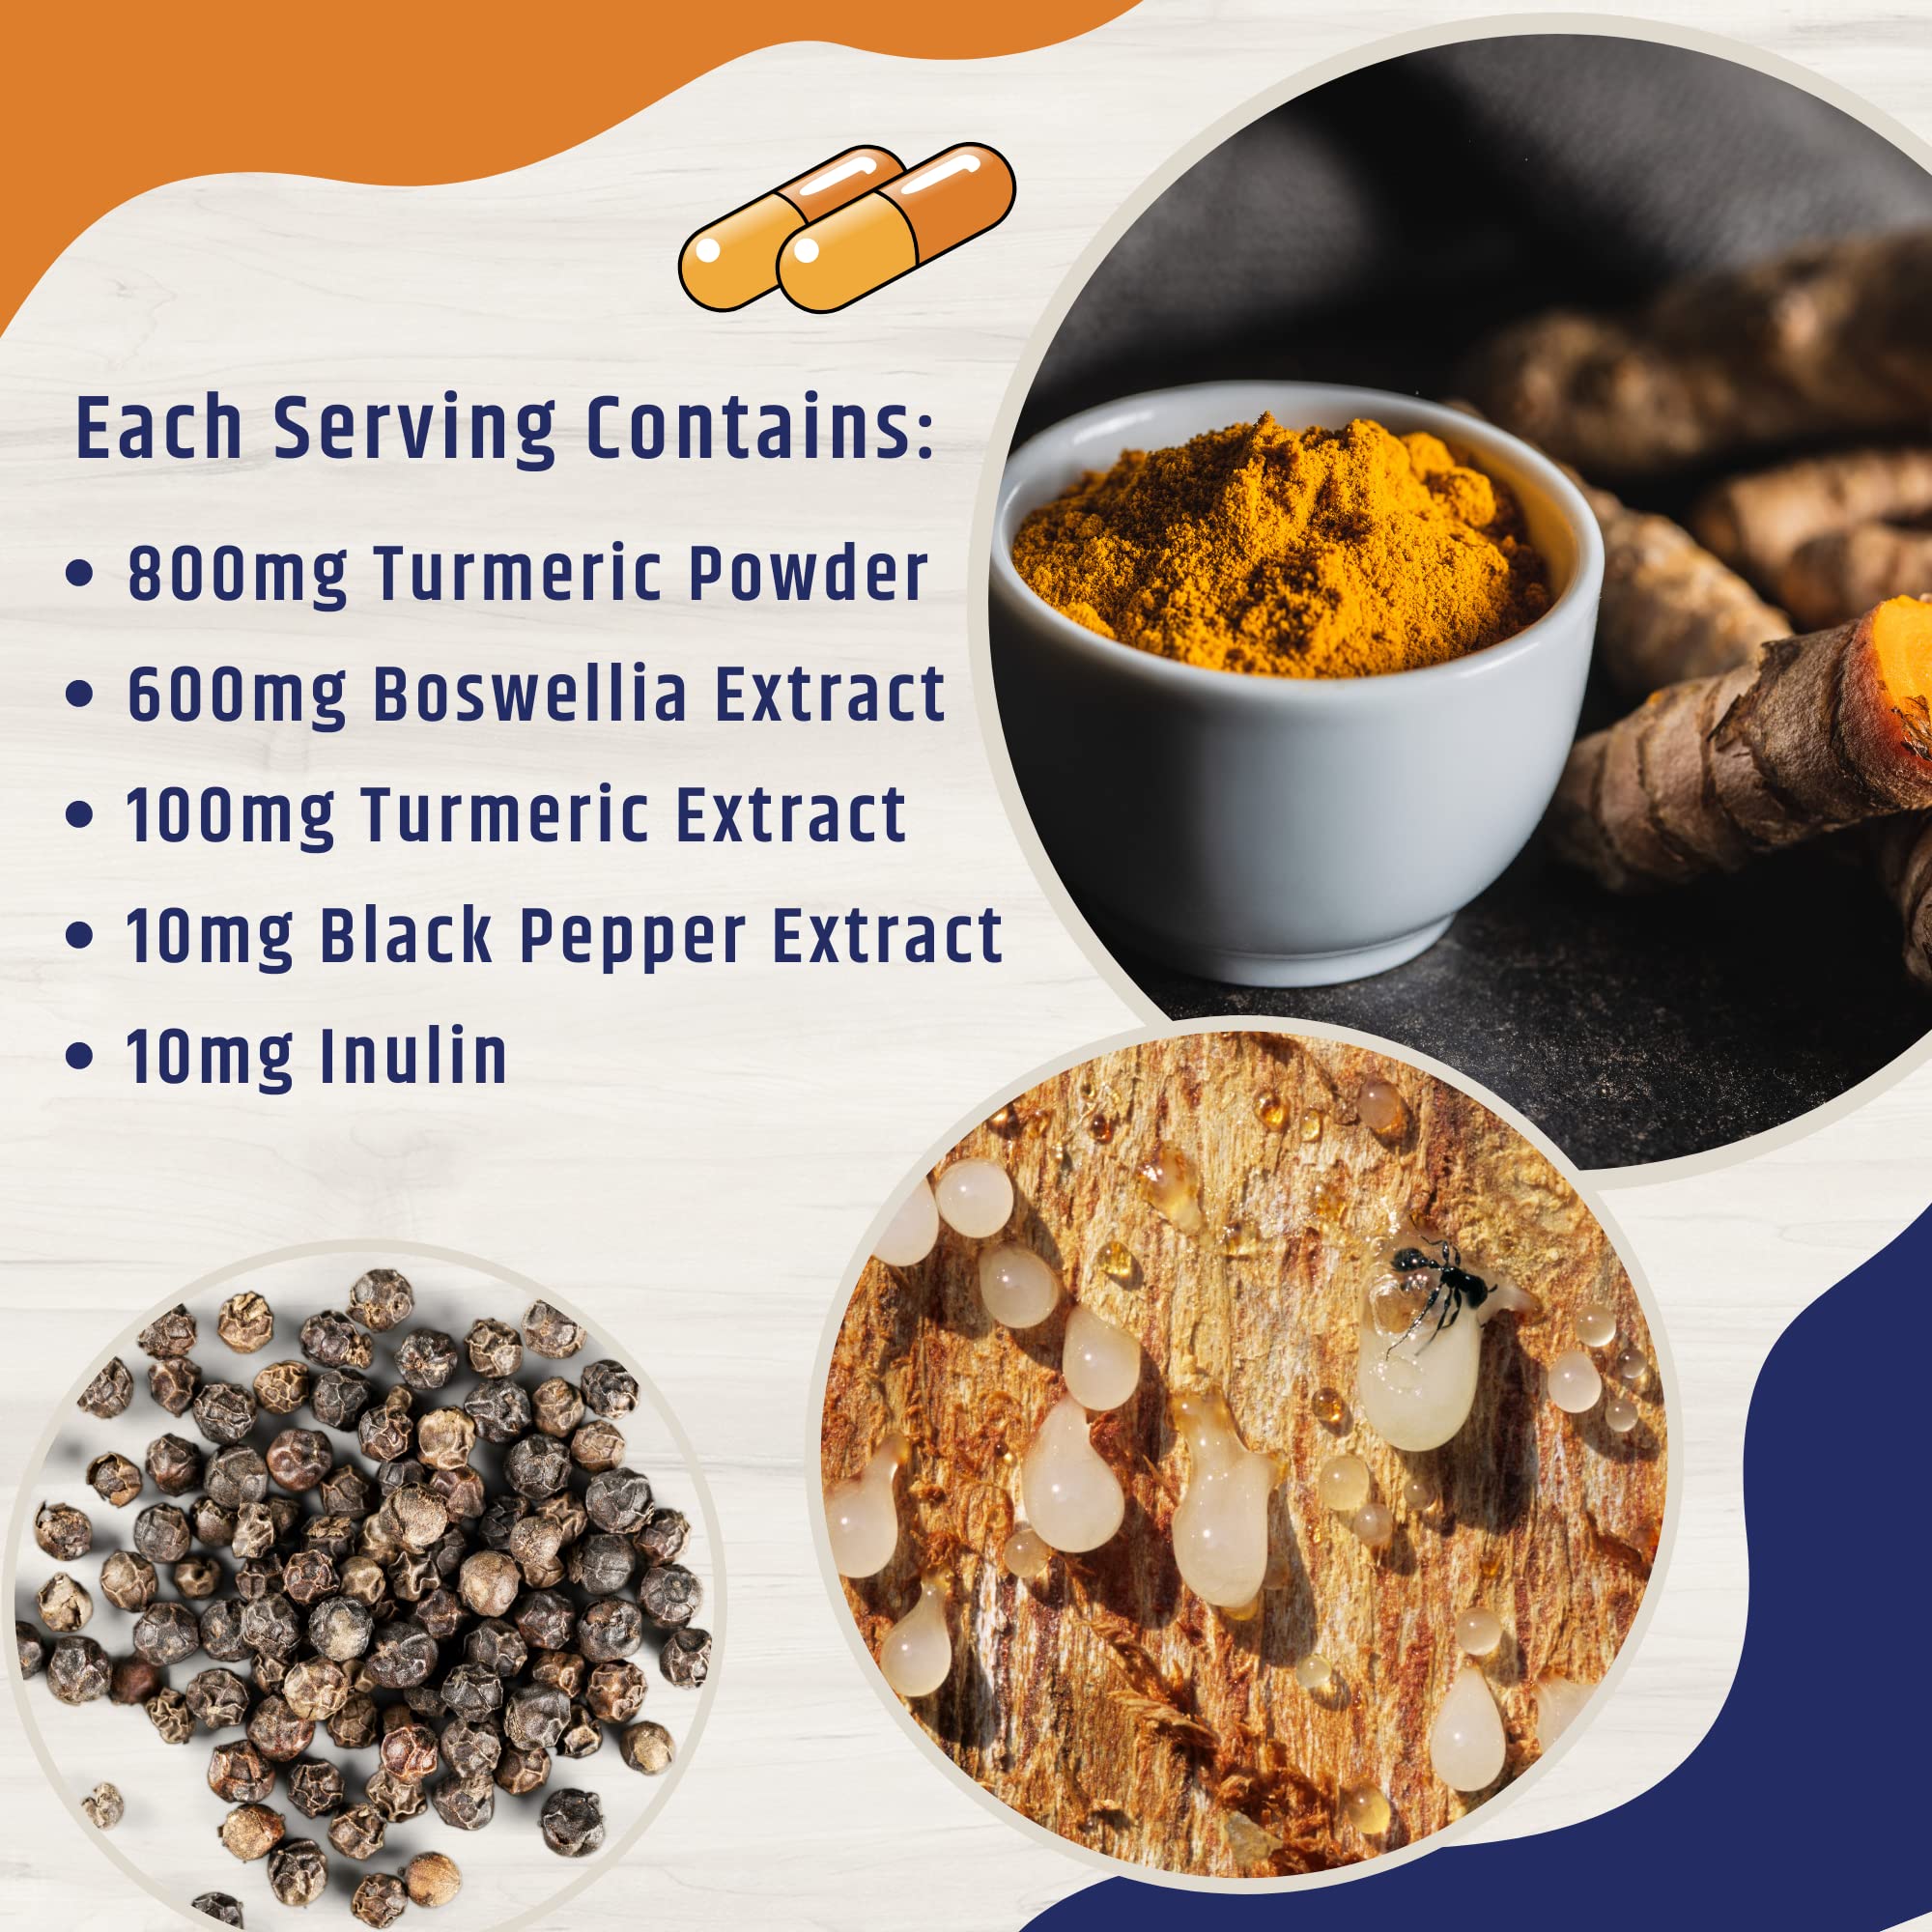 Each Serving Contains:
• 800mg Turmeric Powder
• 600mg Boswellia Extract
• 100mg Turmeric Extract
• 10mg Black Pepper Extract
• 10mg Inulin